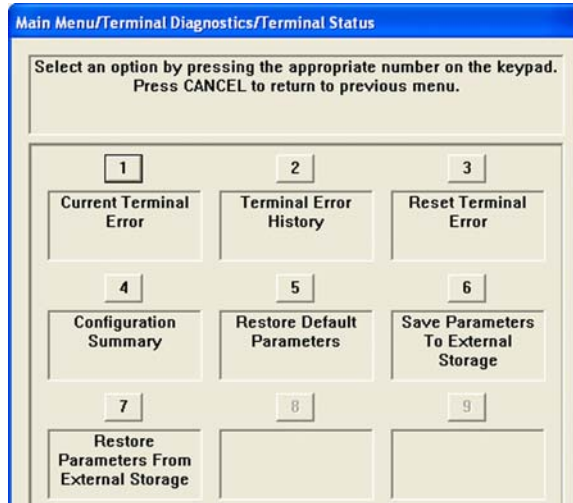 Main Menu/Terminal Diagnostics/Terminal Status
Select an option by pressing the appropriate number on the keypad.
Press CANCEL to return to previous menu.
1
2
3
Current Terminal
Error
Terminal Error
History
Reset Terminal
Error
4
5
6
Configuration
Summary
Restore Default
Parameters
Save Parameters
To External
Storage
7
8
9
Restore
Parameters From
External Storage